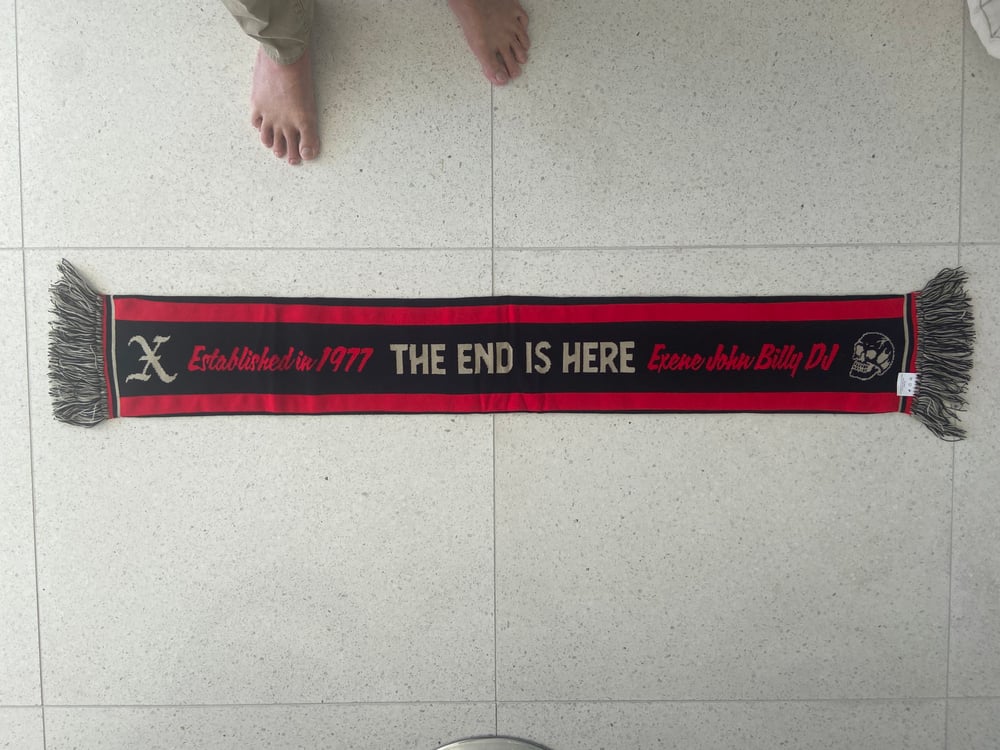 X Established in 1977 THE END IS HERE Exene John Billy DJ